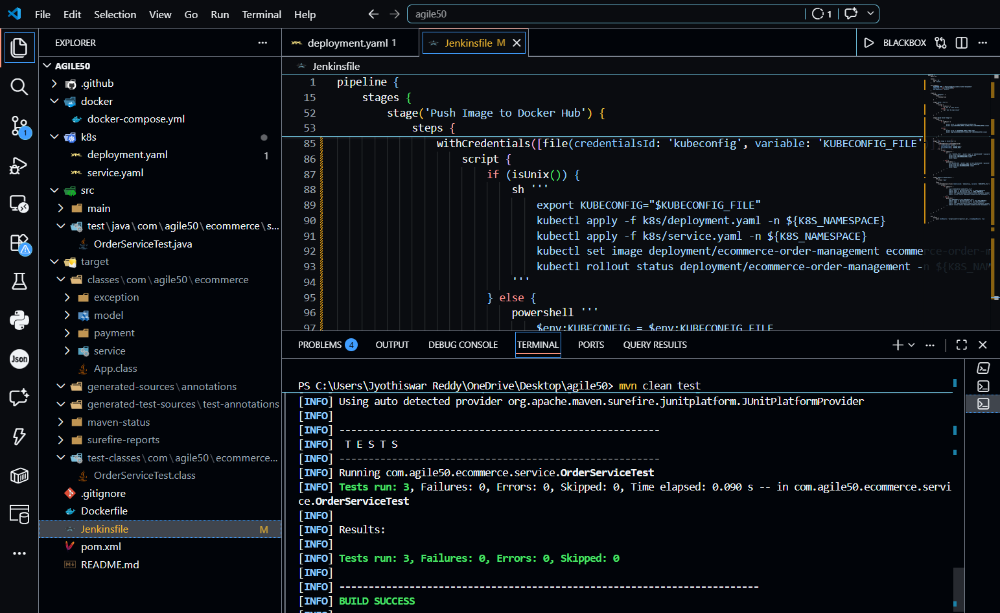 File Edit Selection View Go Run Terminal Help
agile50
1
EXPLORER
AGILE50
.github
docker
docker-compose.yml
k8s
deployment.yaml 1
service.yaml
src
main
test\java\com\agile50\ecommerce\s...
OrderServiceTest.java
target
classes\com\agile50\ecommerce
exception
model
payment
service
App.class
generated-sources\annotations
generated-test-sources\test-annotations
maven-status
surefire-reports
test-classes\com\agile50\ecommerce...
OrderServiceTest.class
.gitignore
Dockerfile
Jenkinsfile M
pom.xml
README.md
1
Json
deployment.yaml 1
Jenkinsfile M
BLACKBOX
Jenkinsfile
1 pipeline {
15 stages {
52 stage('Push Image to Docker Hub') {
53 steps {
85 withCredentials([file(credentialsId: 'kubeconfig', variable: 'KUBECONFIG_FILE'
86 script {
87 if (isUnix()) {
88 sh '''
89 export KUBECONFIG="$KUBECONFIG_FILE"
90 kubectl apply -f k8s/deployment.yaml -n ${K8S_NAMESPACE}
91 kubectl apply -f k8s/service.yaml -n ${K8S_NAMESPACE}
92 kubectl set image deployment/ecommerce-order-management ecommerce-order-m
93 kubectl rollout status deployment/ecommerce-order-management -n ${K8S_NAM
94 '''
95 } else {
96 powershell '''
97 $env:KUBECONFIG = $env:KUBECONFIG_FILE
PROBLEMS 4 OUTPUT DEBUG CONSOLE TERMINAL PORTS QUERY RESULTS
PS C:\Users\Jyothiswar Reddy\OneDrive\Desktop\agile50> mvn clean test
[INFO] Using auto detected provider org.apache.maven.surefire.junitplatform.JUnitPlatformProvider
[INFO]
[INFO] -------------------------------------------------------
[INFO]  T E S T S
[INFO] -------------------------------------------------------
[INFO] Running com.agile50.ecommerce.service.OrderServiceTest
[INFO] Tests run: 3, Failures: 0, Errors: 0, Skipped: 0, Time elapsed: 0.090 s -- in com.agile50.ecommerce.servi
ce.OrderServiceTest
[INFO]
[INFO] Results:
[INFO]
[INFO] Tests run: 3, Failures: 0, Errors: 0, Skipped: 0
[INFO]
[INFO] ------------------------------------------------------------------------
[INFO] BUILD SUCCESS